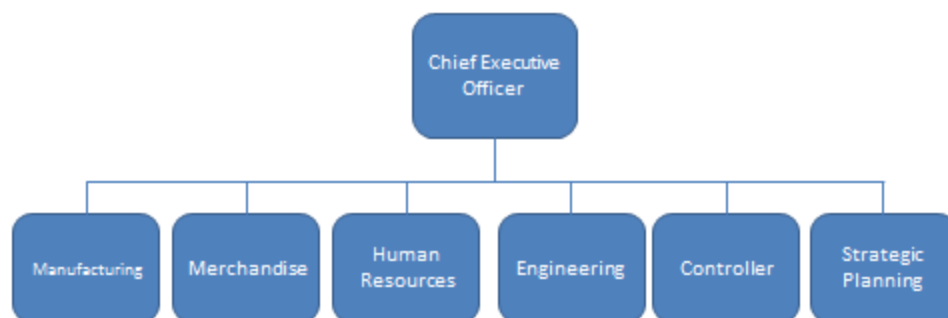 Chief Executive
Officer
Manufacturing
Merchandise
Human
Resources
Engineering
Controller
Strategic
Planning